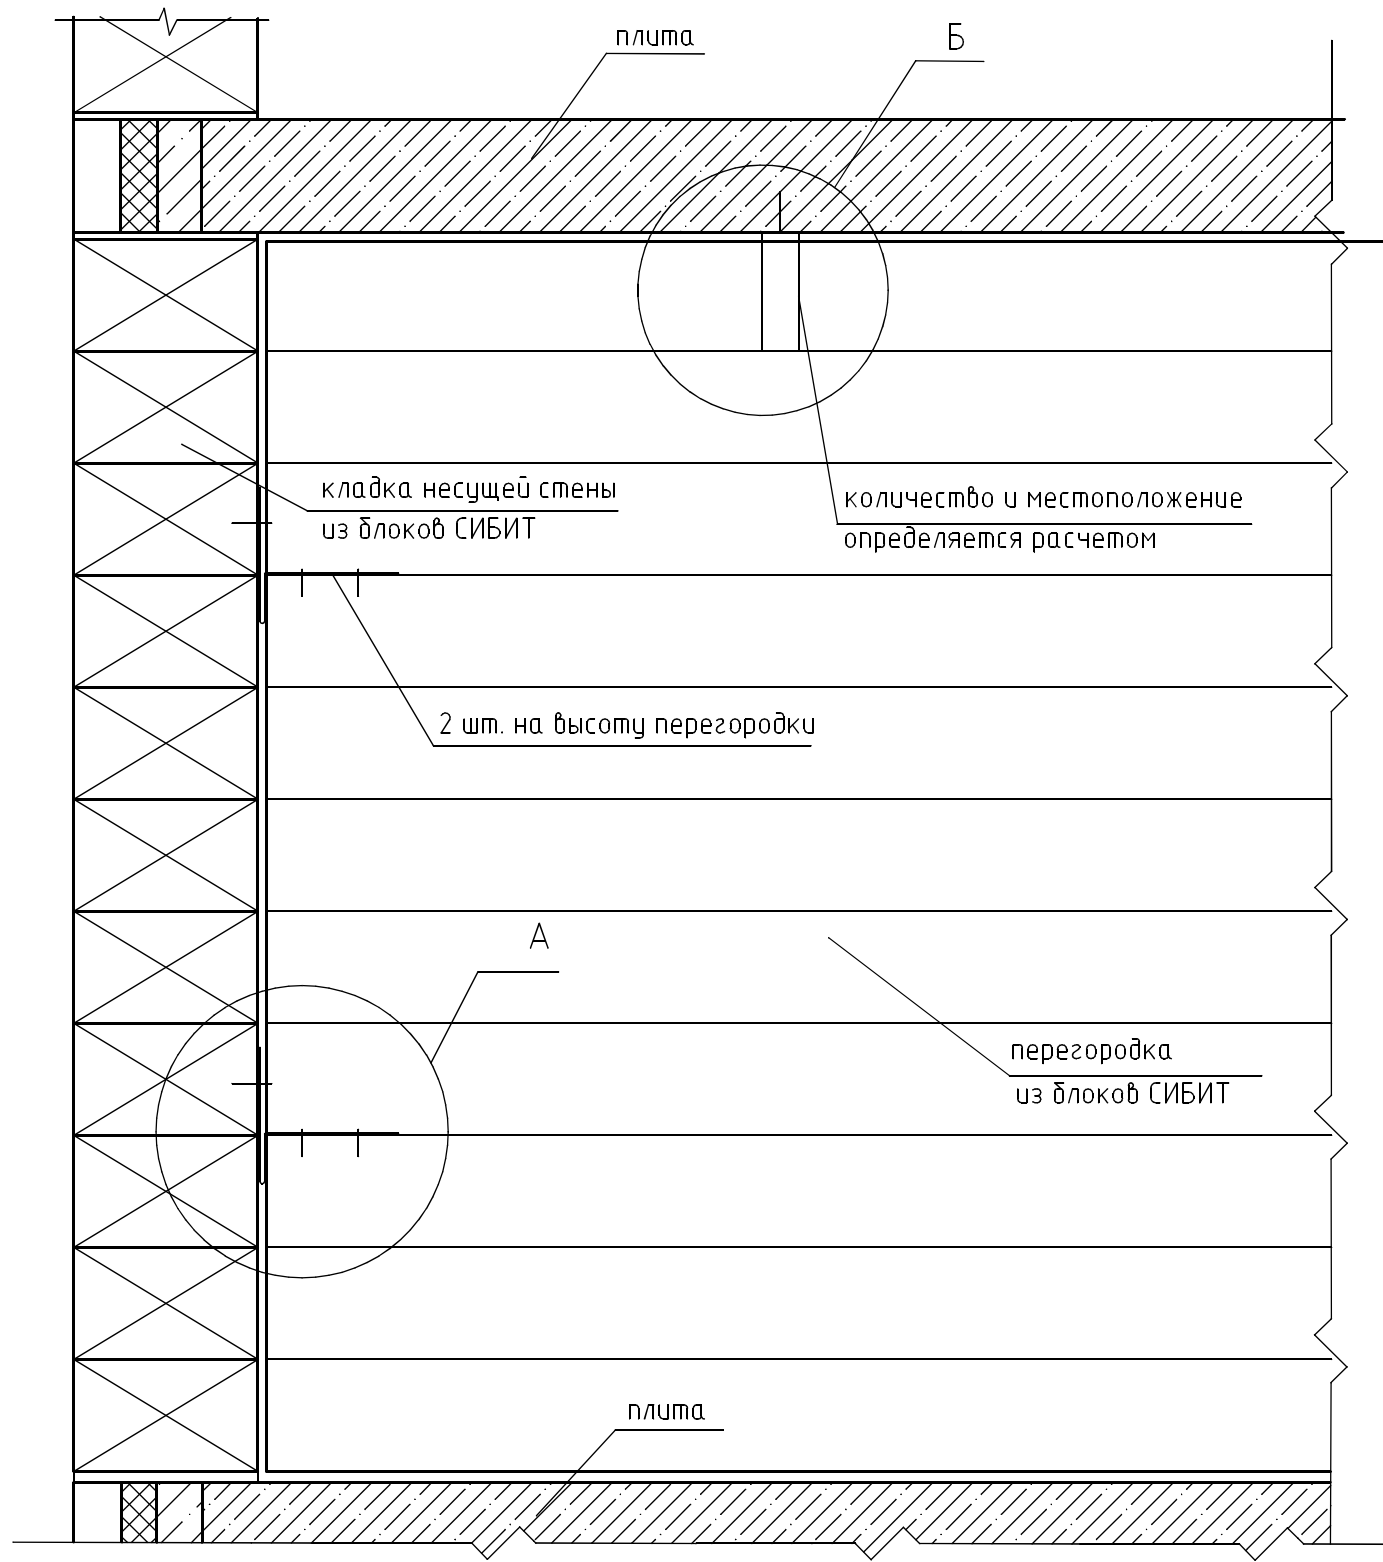 плита
Б
кладка несущей стены
из блоков СИБИТ
количество и местоположение
определяется расчетом
2 шт. на высоту перегородки
А
перегородка
из блоков СИБИТ
плита